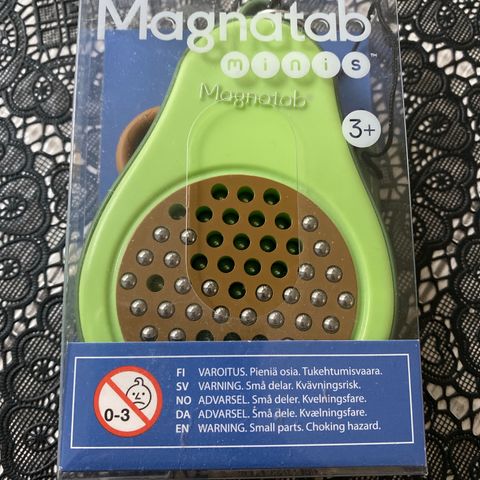 Magnatab
minis™
Magnatab®
3+
0-3
FI VAROITUS. Pieniä osia. Tukehtumisvaara.
SV VARNING. Små delar. Kvävningsrisk.
NO ADVARSEL. Små deler. Kvelningsfare.
DA ADVARSEL. Små dele. Kvælningsfare.
EN WARNING. Small parts. Choking hazard.